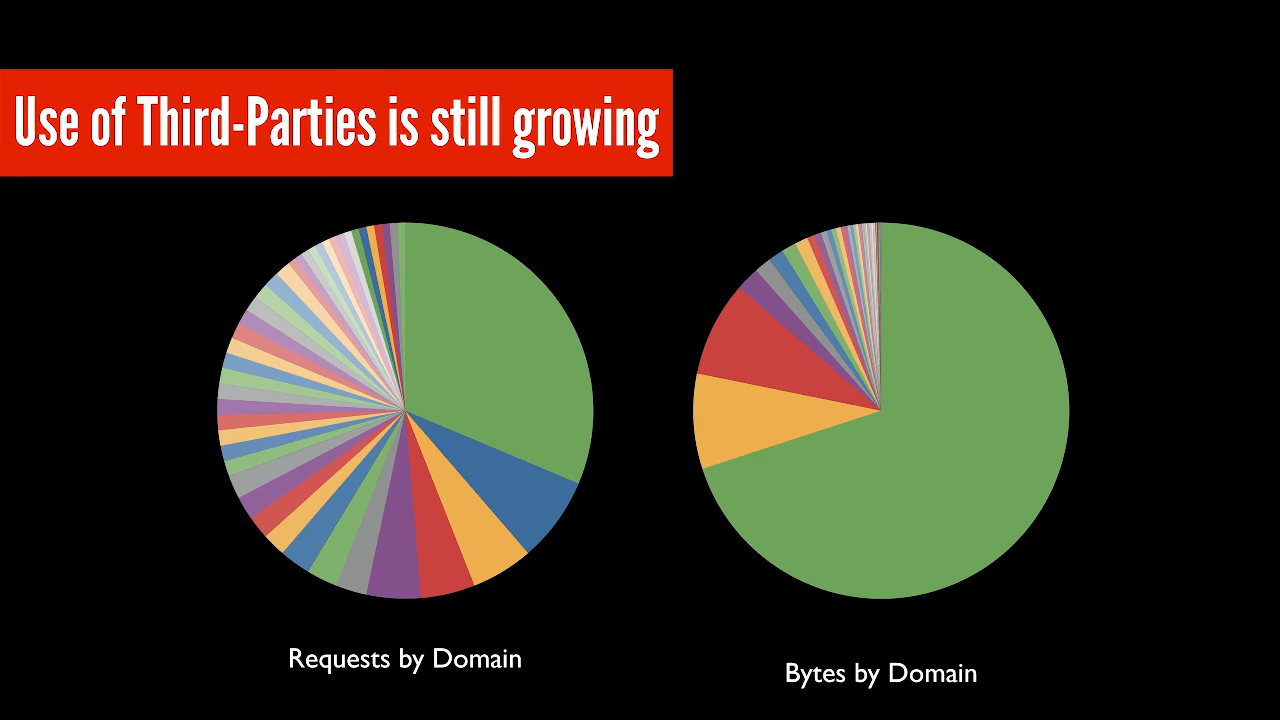 Use of Third-Parties is still growing
Requests by Domain
Bytes by Domain